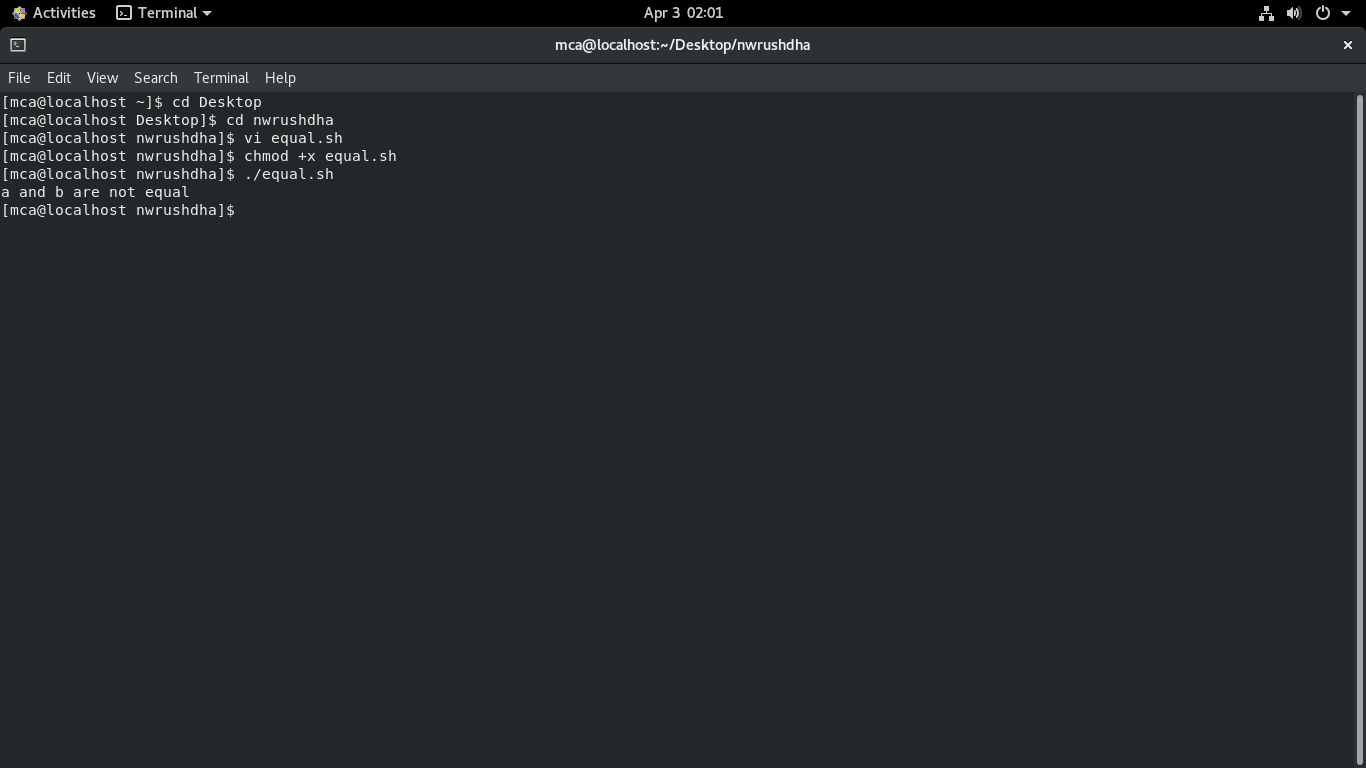 Activities Terminal Apr 3 02:01
mca@localhost:~/Desktop/nwrushdha
File Edit View Search Terminal Help
[mca@localhost ~]$ cd Desktop
[mca@localhost Desktop]$ cd nwrushdha
[mca@localhost nwrushdha]$ vi equal.sh
[mca@localhost nwrushdha]$ chmod +x equal.sh
[mca@localhost nwrushdha]$ ./equal.sh
a and b are not equal
[mca@localhost nwrushdha]$